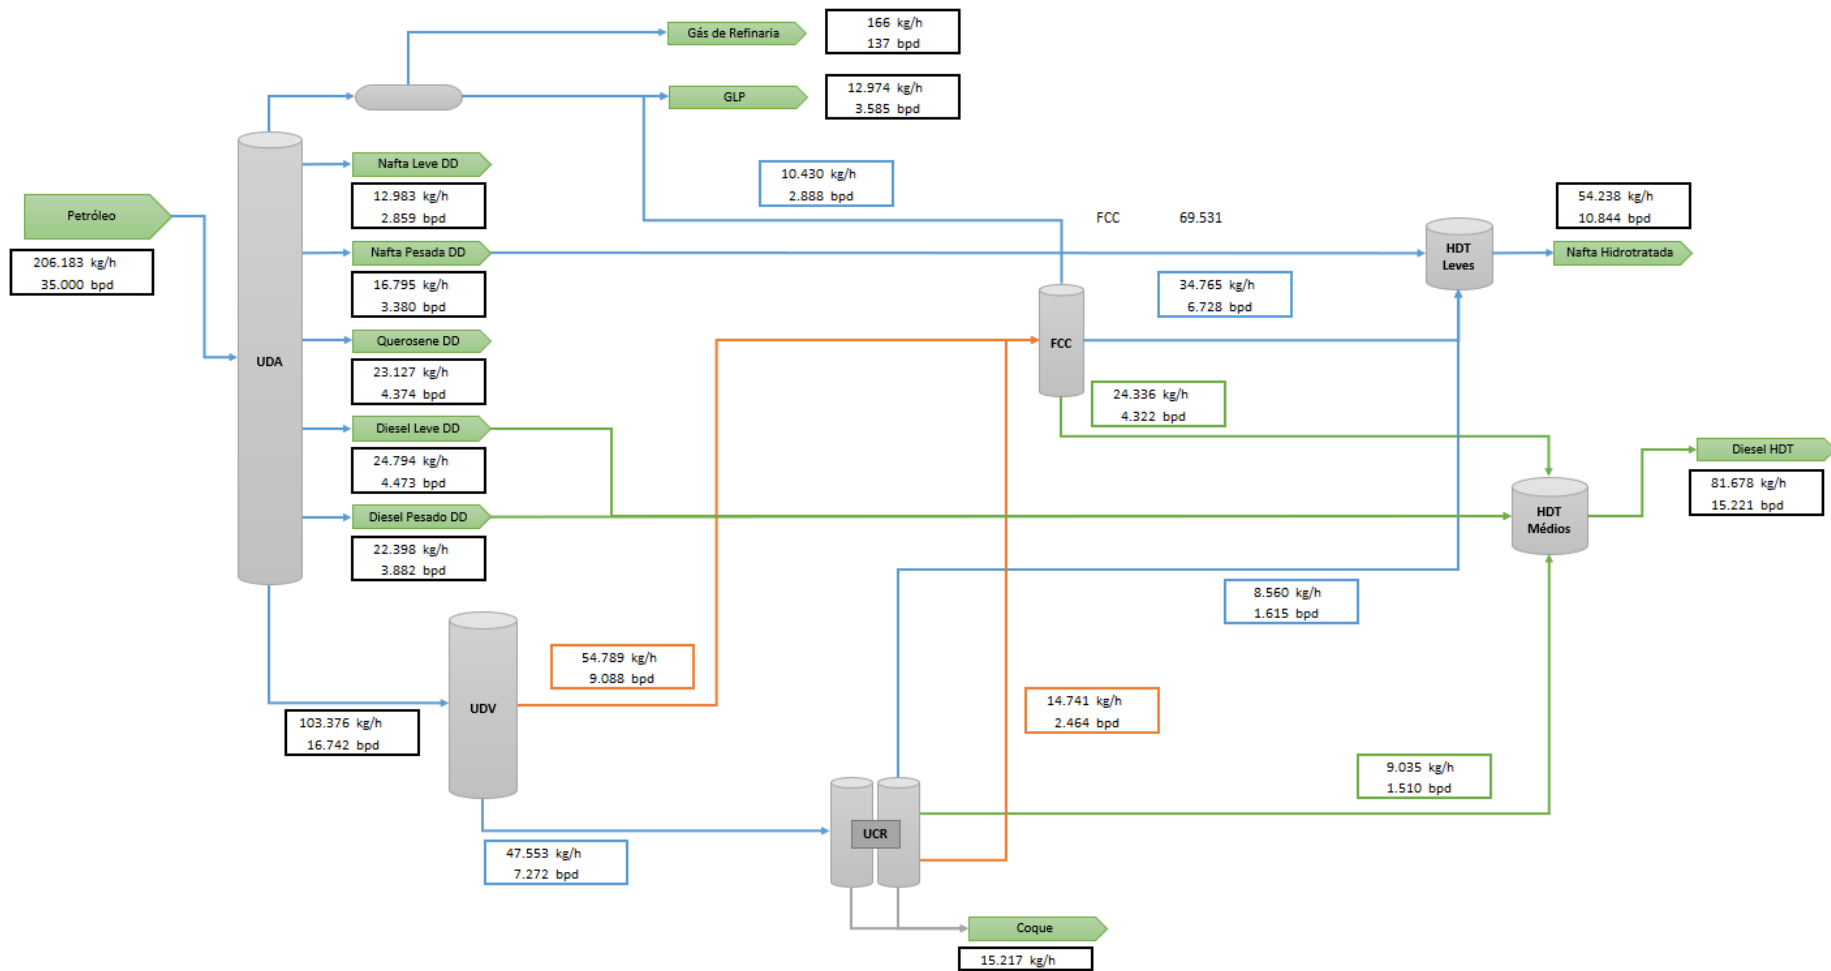 Gás de Refinaria
166 kg/h
137 bpd
GLP
12.974 kg/h
3.585 bpd
Nafta Leve DD
12.983 kg/h
2.859 bpd
10.430 kg/h
2.888 bpd
Petróleo
206.183 kg/h
35.000 bpd
FCC 69.531
54.238 kg/h
10.844 bpd
Nafta Pesada DD
16.795 kg/h
3.380 bpd
HDT
Leves
Nafta Hidrotratada
34.765 kg/h
6.728 bpd
Querosene DD
23.127 kg/h
4.374 bpd
UDA
FCC
24.336 kg/h
4.322 bpd
Diesel Leve DD
24.794 kg/h
4.473 bpd
Diesel HDT
81.678 kg/h
15.221 bpd
Diesel Pesado DD
22.398 kg/h
3.882 bpd
HDT
Médios
8.560 kg/h
1.615 bpd
54.789 kg/h
9.088 bpd
UDV
103.376 kg/h
16.742 bpd
14.741 kg/h
2.464 bpd
9.035 kg/h
1.510 bpd
UCR
47.553 kg/h
7.272 bpd
Coque
15.217 kg/h